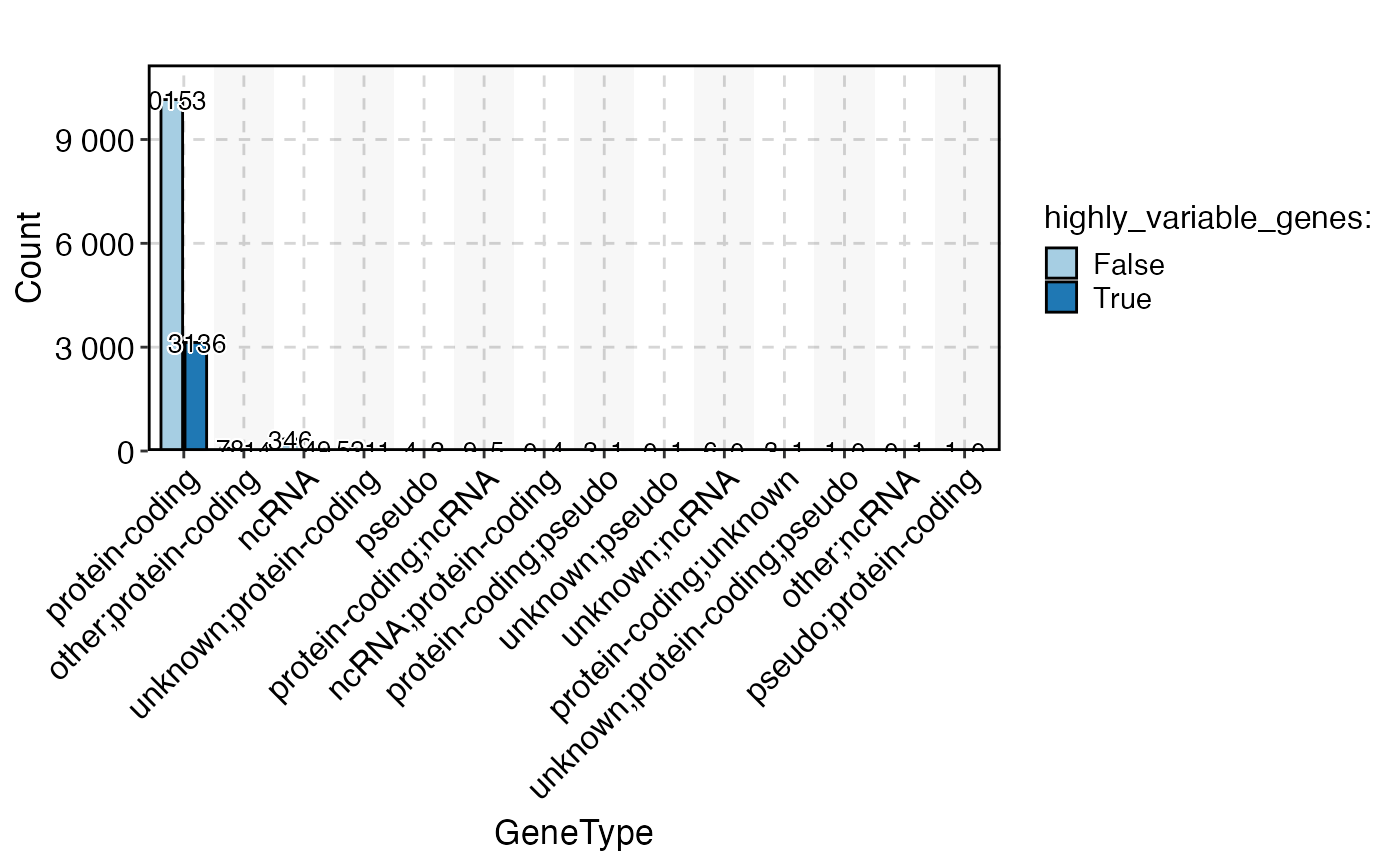 0153
9 000
6 000
3136
3 000
346
0
Count
highly_variable_genes:
False
True
protein-coding
other;protein-coding
ncRNA
unknown;protein-coding
pseudo
protein-coding;ncRNA
ncRNA;protein-coding
protein-coding;pseudo
unknown;pseudo
unknown;ncRNA
protein-coding;unknown
unknown;protein-coding;pseudo
other;ncRNA
pseudo;protein-coding
GeneType